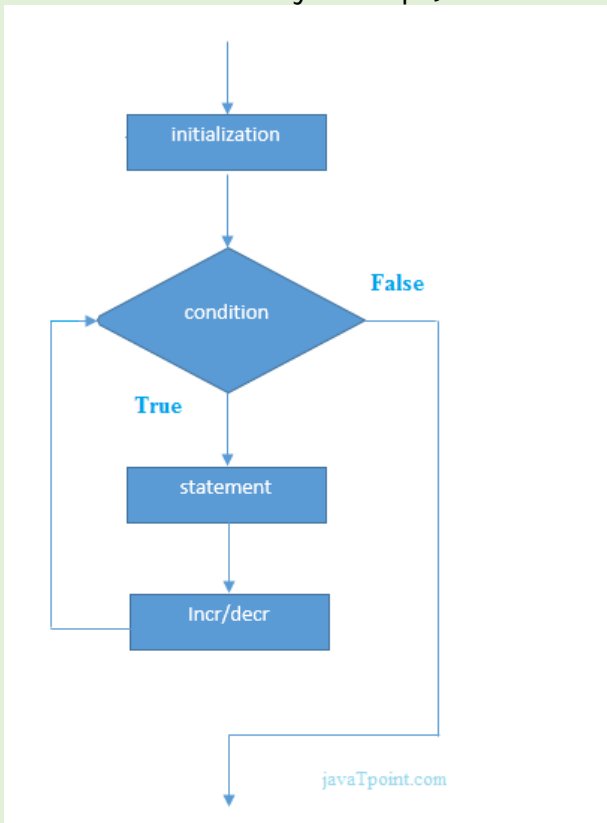 initialization
condition
False
True
statement
Incr/decr
javaTpoint.com